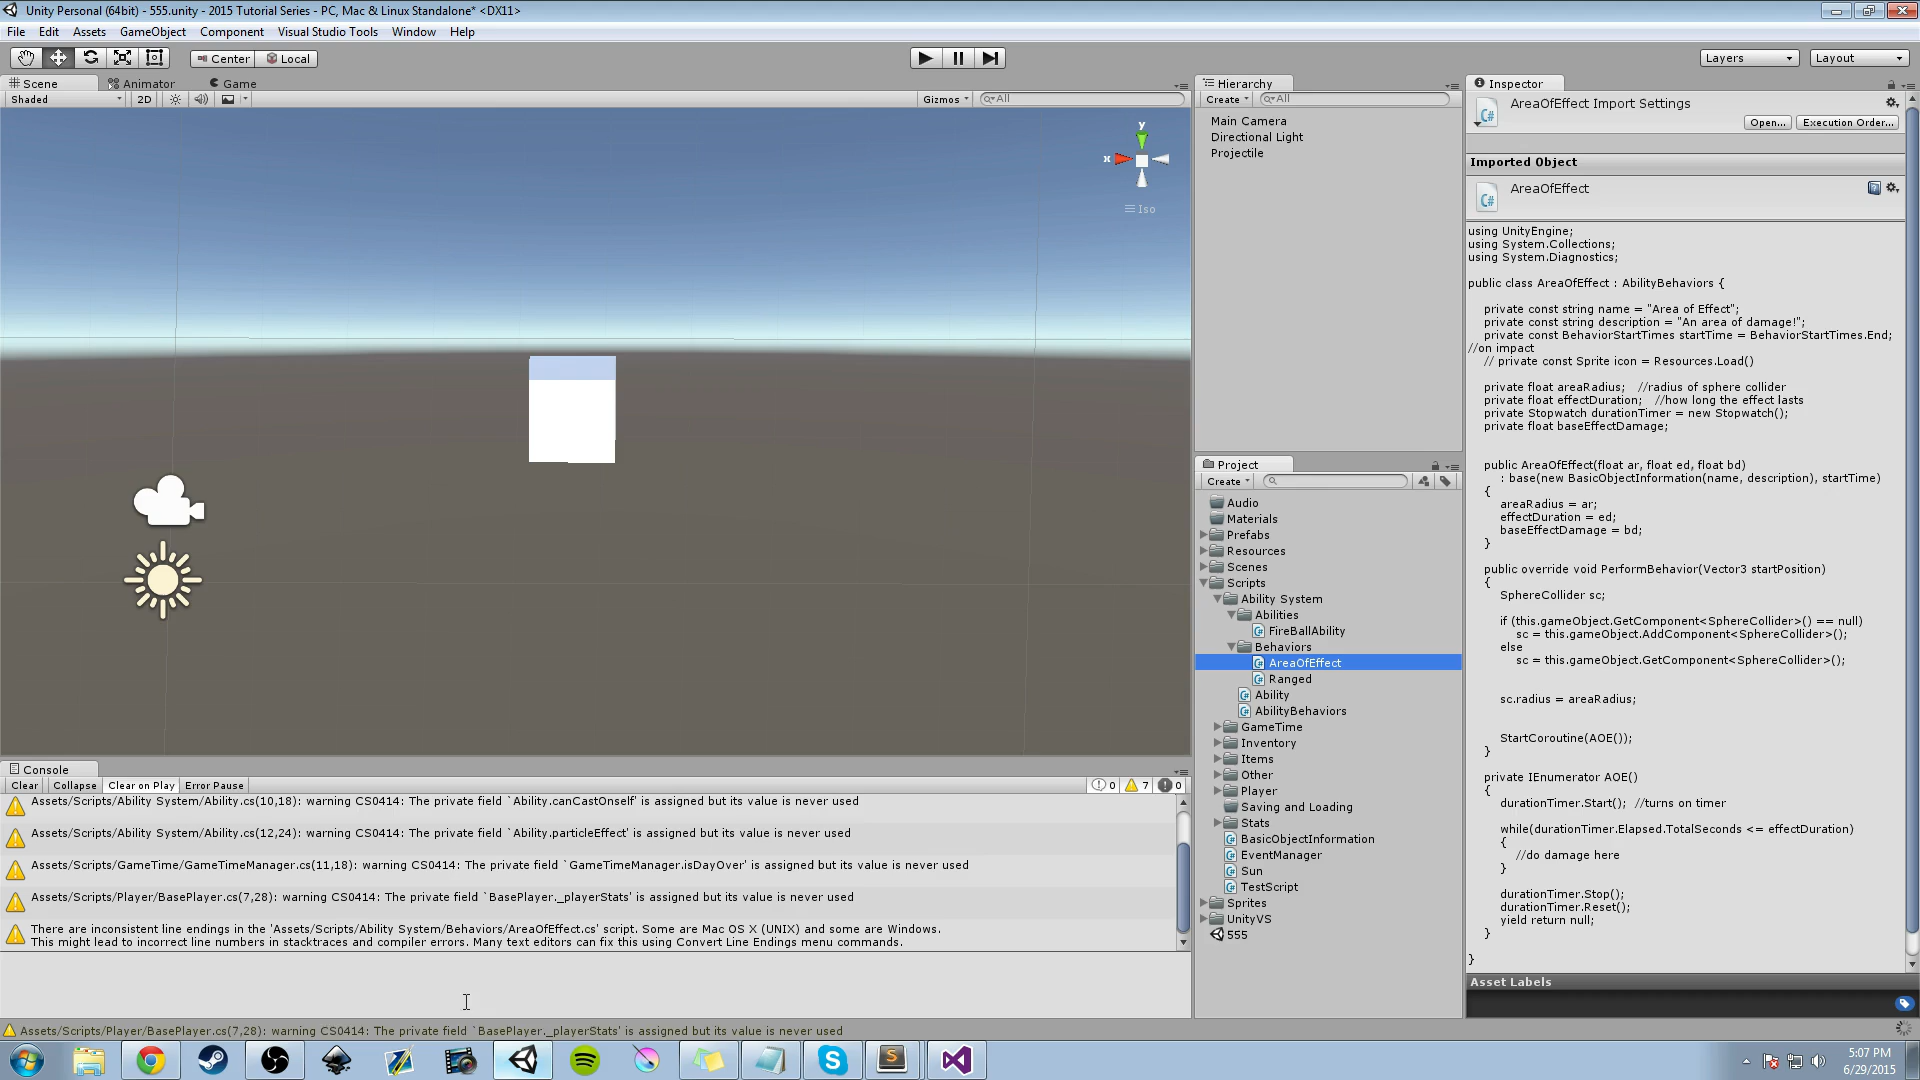 Unity Personal (64bit) - 555.unity - 2015 Tutorial Series - PC, Mac & Linux Standalone* <DX11>
File Edit Assets GameObject Component Visual Studio Tools Window Help
Center Local
Layers Layout
Scene Animator Game
Shaded 2D Gizmos All
y
x
Iso
Hierarchy
Create All
Main Camera
Directional Light
Projectile
Project
Create
Audio
Materials
Prefabs
Resources
Scenes
Scripts
Ability System
Abilities
FireBallAbility
Behaviors
AreaOfEffect
Ranged
Ability
AbilityBehaviors
GameTime
Inventory
Items
Other
Player
Saving and Loading
Stats
BasicObjectInformation
EventManager
Sun
TestScript
Sprites
UnityVS
555
Inspector
AreaOfEffect Import Settings
Open... Execution Order...
Imported Object
AreaOfEffect
using UnityEngine;
using System.Collections;
using System.Diagnostics;
public class AreaOfEffect : AbilityBehaviors {
private const string name = "Area of Effect";
private const string description = "An area of damage!";
private const BehaviorStartTimes startTime = BehaviorStartTimes.End;
//on impact
// private const Sprite icon = Resources.Load()
private float areaRadius; //radius of sphere collider
private float effectDuration; //how long the effect lasts
private Stopwatch durationTimer = new Stopwatch();
private float baseEffectDamage;
public AreaOfEffect(float ar, float ed, float bd)
: base(new BasicObjectInformation(name, description), startTime)
{
areaRadius = ar;
effectDuration = ed;
baseEffectDamage = bd;
}
public override void PerformBehavior(Vector3 startPosition)
{
SphereCollider sc;
if (this.gameObject.GetComponent<SphereCollider>() == null)
sc = this.gameObject.AddComponent<SphereCollider>();
else
sc = this.gameObject.GetComponent<SphereCollider>();
sc.radius = areaRadius;
StartCoroutine(AOE());
}
private IEnumerator AOE()
{
durationTimer.Start(); //turns on timer
while(durationTimer.Elapsed.TotalSeconds <= effectDuration)
{
//do damage here
}
durationTimer.Stop();
durationTimer.Reset();
yield return null;
}
}
Asset Labels
Console
Clear Collapse Clear on Play Error Pause 0 7 0
Assets/Scripts/Ability System/Ability.cs(10,18): warning CS0414: The private field `Ability.canCastOnself' is assigned but its value is never used
Assets/Scripts/Ability System/Ability.cs(12,24): warning CS0414: The private field `Ability.particleEffect' is assigned but its value is never used
Assets/Scripts/GameTime/GameTimeManager.cs(11,18): warning CS0414: The private field `GameTimeManager.isDayOver' is assigned but its value is never used
Assets/Scripts/Player/BasePlayer.cs(7,28): warning CS0414: The private field `BasePlayer._playerStats' is assigned but its value is never used
There are inconsistent line endings in the 'Assets/Scripts/Ability System/Behaviors/AreaOfEffect.cs' script. Some are Mac OS X (UNIX) and some are Windows.
This might lead to incorrect line numbers in stacktraces and compiler errors. Many text editors can fix this using Convert Line Endings menu commands.
Assets/Scripts/Player/BasePlayer.cs(7,28): warning CS0414: The private field `BasePlayer._playerStats' is assigned but its value is never used
5:07 PM
6/29/2015